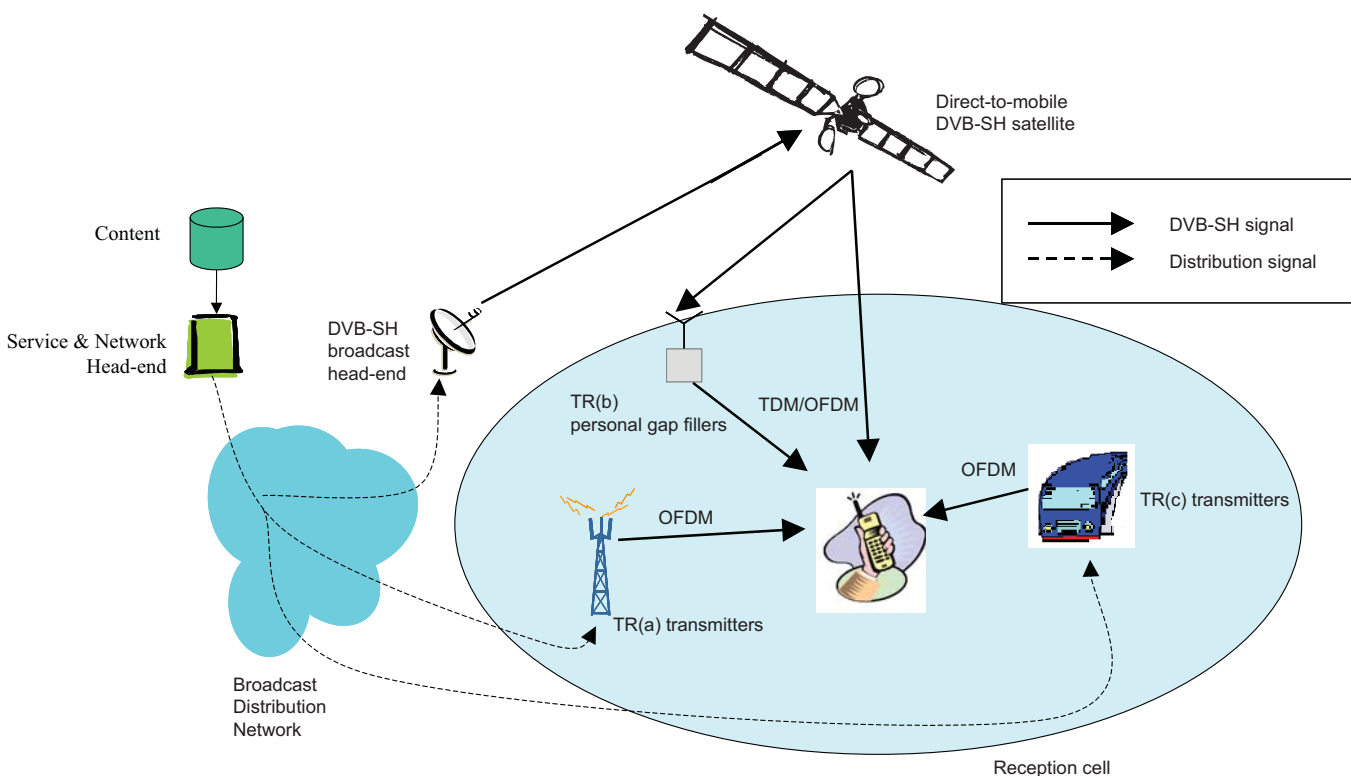 Direct-to-mobile
DVB-SH satellite
DVB-SH signal
Distribution signal
Content
Service & Network
Head-end
DVB-SH
broadcast
head-end
TR(b)
personal gap fillers
TDM/OFDM
OFDM
TR(c) transmitters
OFDM
TR(a) transmitters
Broadcast
Distribution
Network
Reception cell